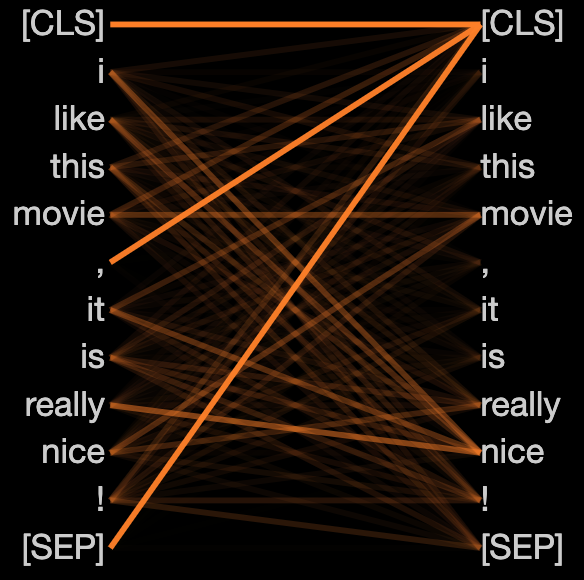 [CLS] [CLS]
i i
like like
this this
movie movie
, ,
it it
is is
really really
nice nice
! !
[SEP] [SEP]